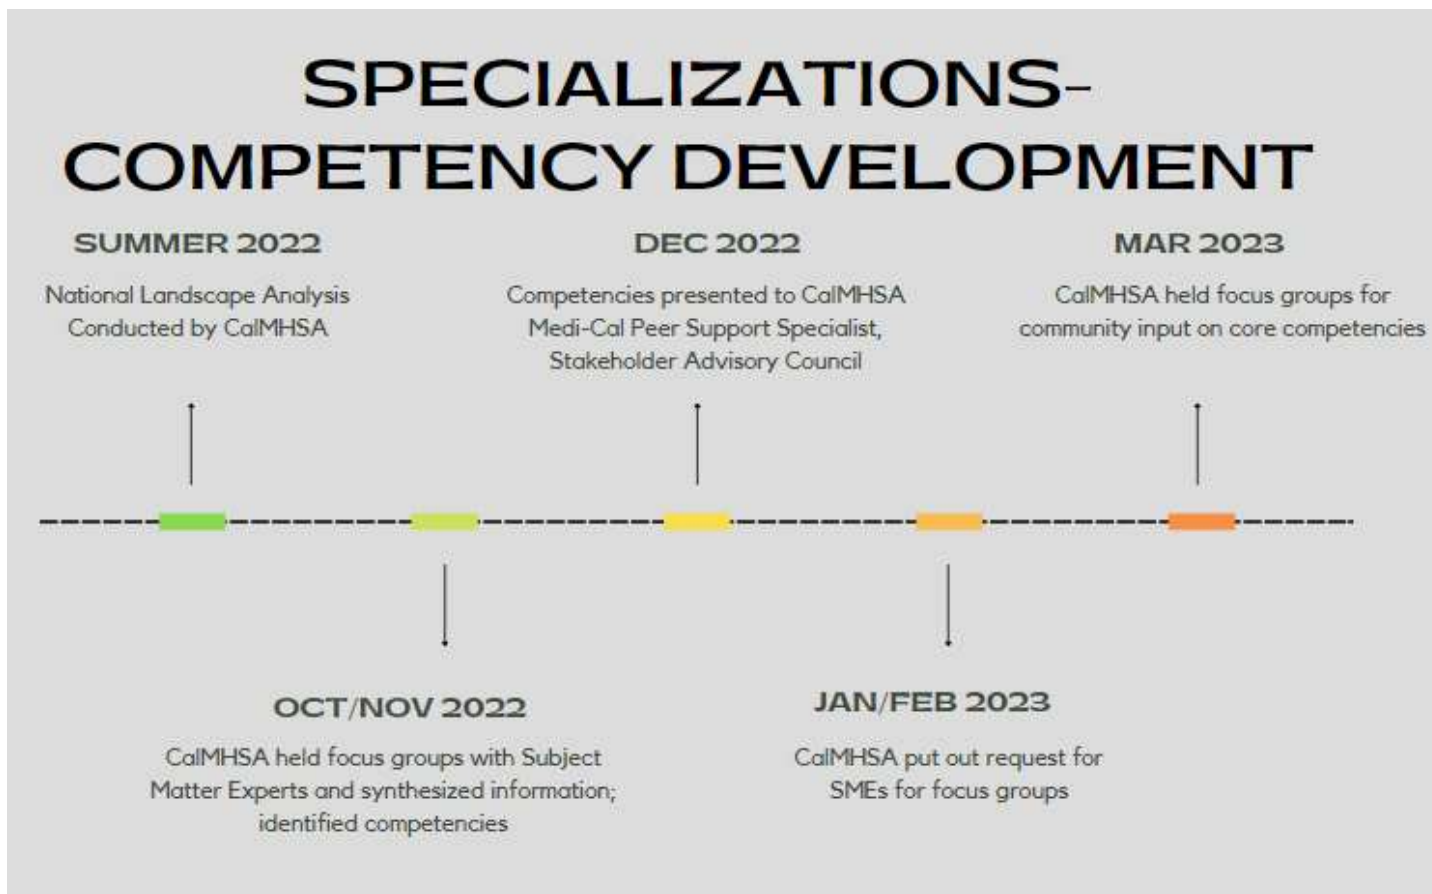 SPECIALIZATIONS-
COMPETENCY DEVELOPMENT
SUMMER 2022
National Landscape Analysis
Conducted by CalMHSA
DEC 2022
Competencies presented to CalMHSA
Medi-Cal Peer Support Specialist,
Stakeholder Advisory Council
MAR 2023
CalMHSA held focus groups for
community input on core competencies
OCT/NOV 2022
CalMHSA held focus groups with Subject
Matter Experts and synthesized information;
identified competencies
JAN/FEB 2023
CalMHSA put out request for
SMEs for focus groups